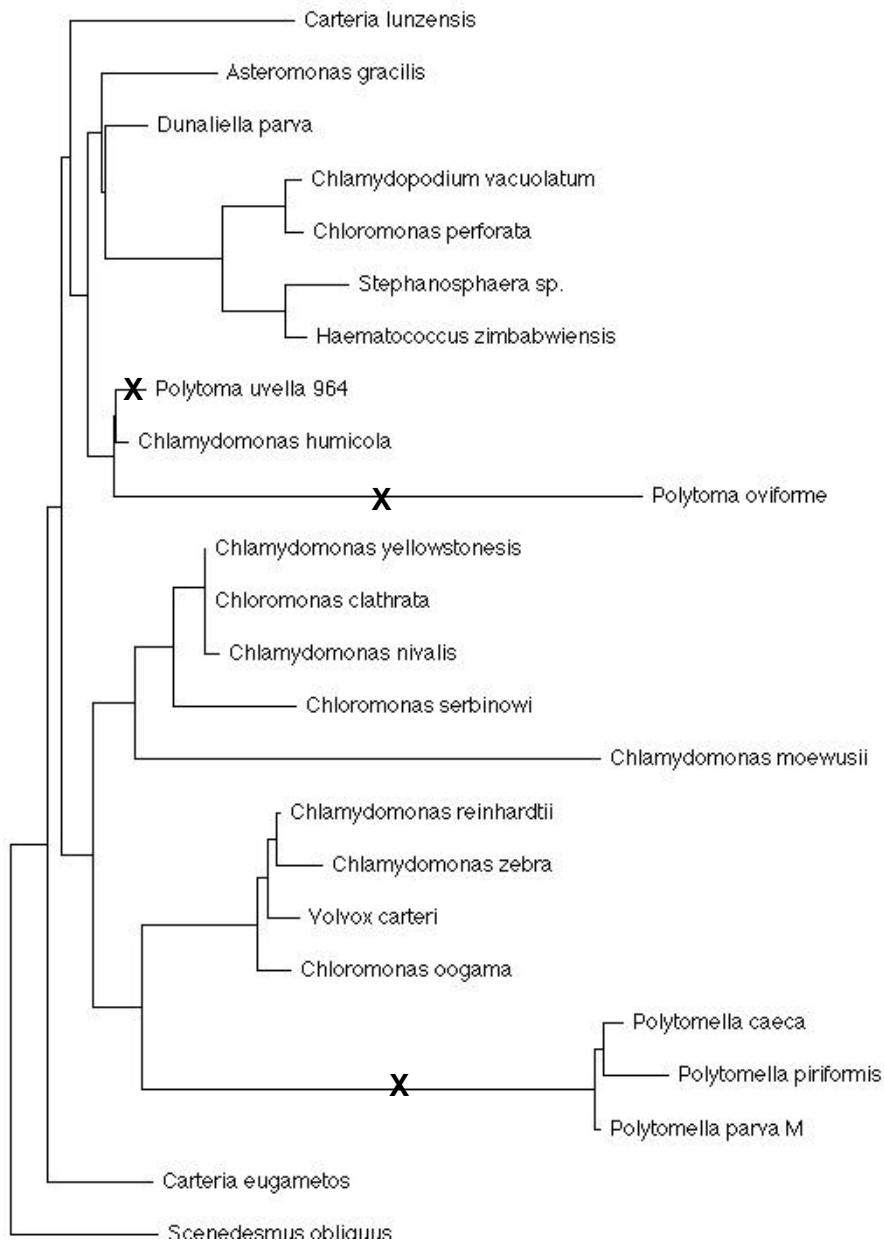 Carteria lunzensis
Asteromonas gracilis
Dunaliella parva
Chlamydopodium vacuolatum
Chloromonas perforata
Stephanosphaera sp.
Haematococcus zimbabwiensis
X Polytoma uvella 964
Chlamydomonas humicola
X Polytoma oviforme
Chlamydomonas yellowstonesis
Chloromonas clathrata
Chlamydomonas nivalis
Chloromonas serbinowi
Chlamydomonas moewusii
Chlamydomonas reinhardtii
Chlamydomonas zebra
Volvox carteri
Chloromonas oogama
Polytomella caeca
Polytomella piriformis
X
Polytomella parva M
Carteria eugametos
Scenedesmus obliquus